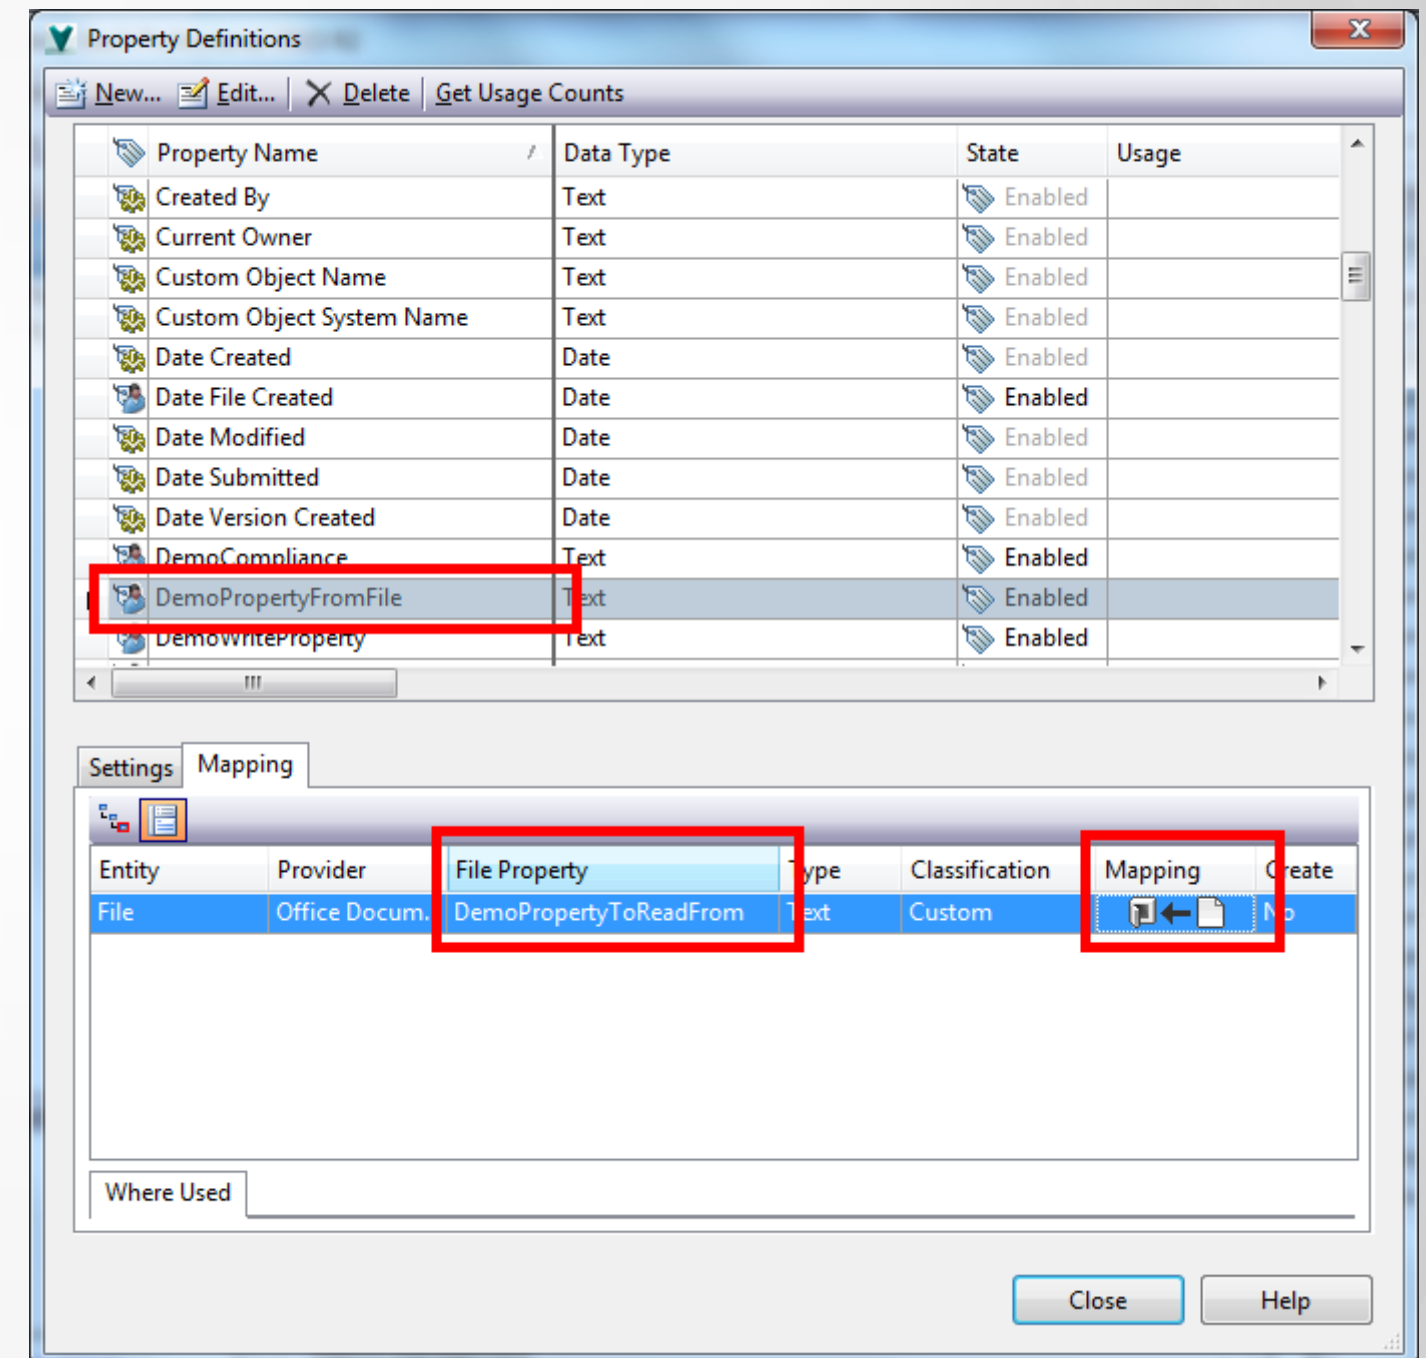 Property Definitions
New... Edit... Delete Get Usage Counts
Property Name Data Type State Usage
Created By Text Enabled
Current Owner Text Enabled
Custom Object Name Text Enabled
Custom Object System Name Text Enabled
Date Created Date Enabled
Date File Created Date Enabled
Date Modified Date Enabled
Date Submitted Date Enabled
Date Version Created Date Enabled
DemoCompliance Text Enabled
DemoPropertyFromFile Text Enabled
DemoWriteProperty Text Enabled
Settings Mapping
Entity Provider File Property Type Classification Mapping Create
File Office Docum... DemoPropertyToReadFrom Text Custom No
Where Used
Close Help